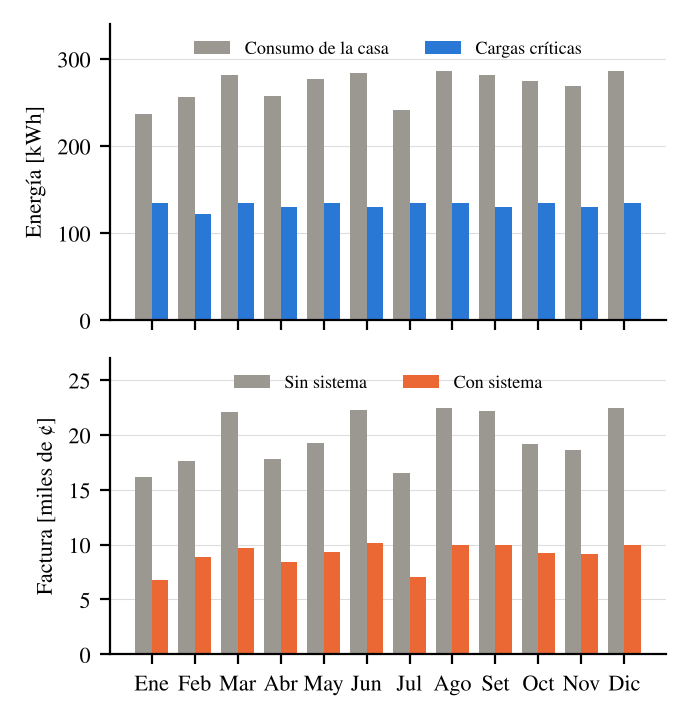 Consumo de la casa Cargas críticas
300
200
100
0
Energía [kWh]
Sin sistema Con sistema
25
20
15
10
5
0
Factura [miles de ₡]
Ene Feb Mar Abr May Jun Jul Ago Set Oct Nov Dic